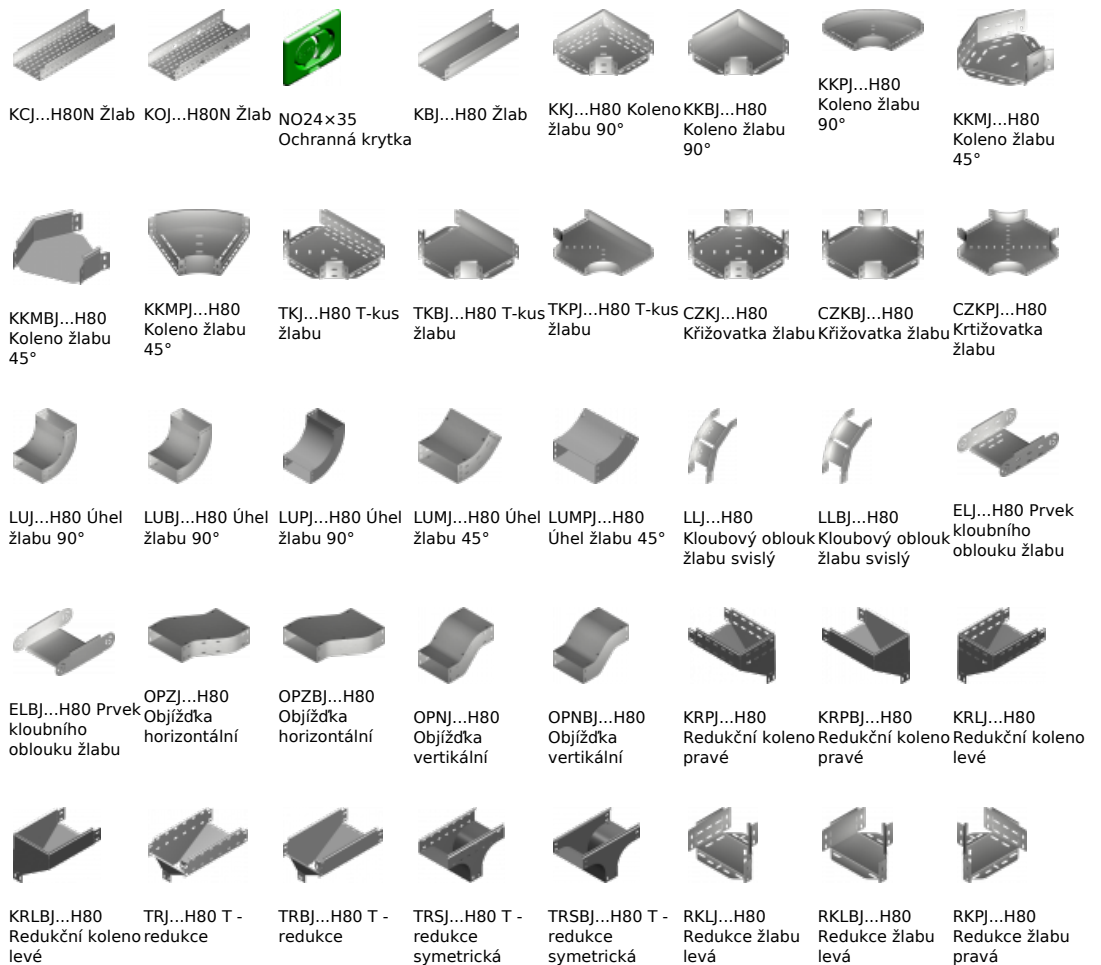 KCJ...H80N Žlab
KOJ...H80N Žlab
NO24×35
Ochranná krytka
KBJ...H80 Žlab
KKJ...H80 Koleno
žlabu 90°
KKBJ...H80
Koleno žlabu
90°
KKPJ...H80
Koleno žlabu
90°
KKMJ...H80
Koleno žlabu
45°
KKMBJ...H80
Koleno žlabu
45°
KKMPJ...H80
Koleno žlabu
45°
TKJ...H80 T-kus
žlabu
TKBJ...H80 T-kus
žlabu
TKPJ...H80 T-kus
žlabu
CZKJ...H80
Křižovatka žlabu
CZKBJ...H80
Křižovatka žlabu
CZKPJ...H80
Krtižovatka
žlabu
LUJ...H80 Úhel
žlabu 90°
LUBJ...H80 Úhel
žlabu 90°
LUPJ...H80 Úhel
žlabu 90°
LUMJ...H80 Úhel
žlabu 45°
LUMPJ...H80
Úhel žlabu 45°
LLJ...H80
Kloubový oblouk
žlabu svislý
LLBJ...H80
Kloubový oblouk
žlabu svislý
ELJ...H80 Prvek
kloubního
oblouku žlabu
ELBJ...H80 Prvek
kloubního
oblouku žlabu
OPZJ...H80
Objížďka
horizontální
OPZBJ...H80
Objížďka
horizontální
OPNJ...H80
Objížďka
vertikální
OPNBJ...H80
Objížďka
vertikální
KRPJ...H80
Redukční koleno
pravé
KRPBJ...H80
Redukční koleno
pravé
KRLJ...H80
Redukční koleno
levé
KRLBJ...H80
Redukční koleno
levé
TRJ...H80 T -
redukce
TRBJ...H80 T -
redukce
TRSJ...H80 T -
redukce
symetrická
TRSBJ...H80 T -
redukce
symetrická
RKLJ...H80
Redukce žlabu
levá
RKLBJ...H80
Redukce žlabu
levá
RKPJ...H80
Redukce žlabu
pravá